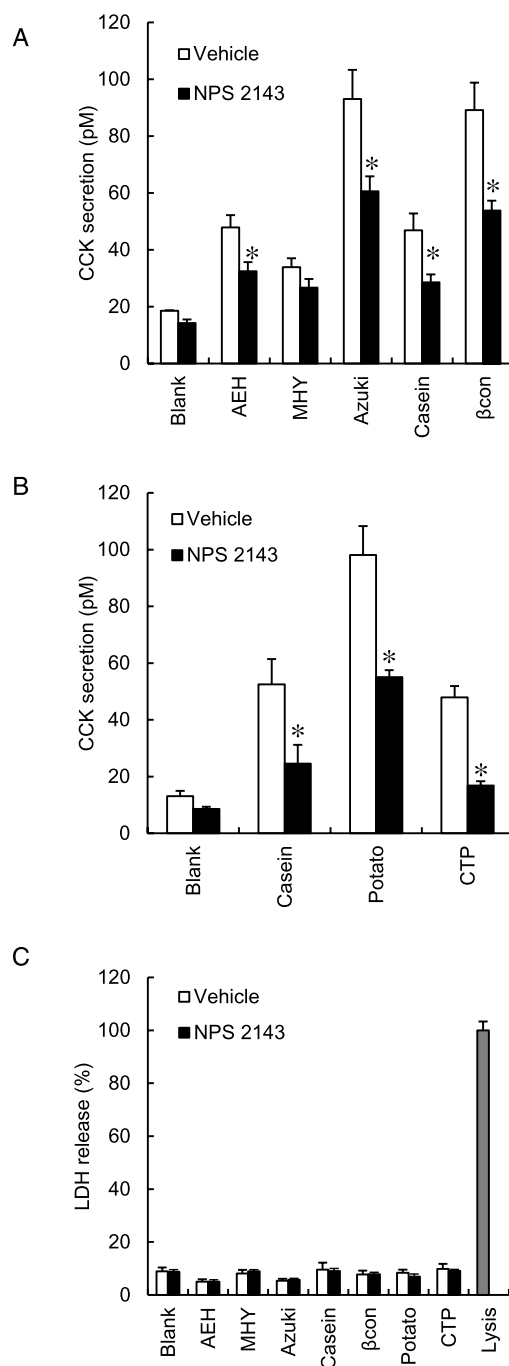 A
Vehicle
NPS 2143
CCK secretion (pM)
120
100
80
60
40
20
0
*
*
*
*
Blank
AEH
MHY
Azuki
Casein
βcon
B
Vehicle
NPS 2143
CCK secretion (pM)
120
100
80
60
40
20
0
*
*
*
Blank
Casein
Potato
CTP
C
Vehicle
NPS 2143
LDH release (%)
120
100
80
60
40
20
0
Blank
AEH
MHY
Azuki
Casein
βcon
Potato
CTP
Lysis